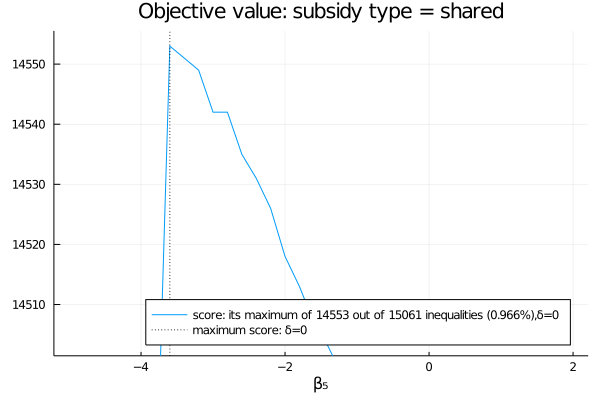 Objective value: subsidy type = shared
14550
14540
14530
14520
14510
score: its maximum of 14553 out of 15061 inequalities (0.966%),δ=0
maximum score: δ=0
−4
−2
0
2
β₅